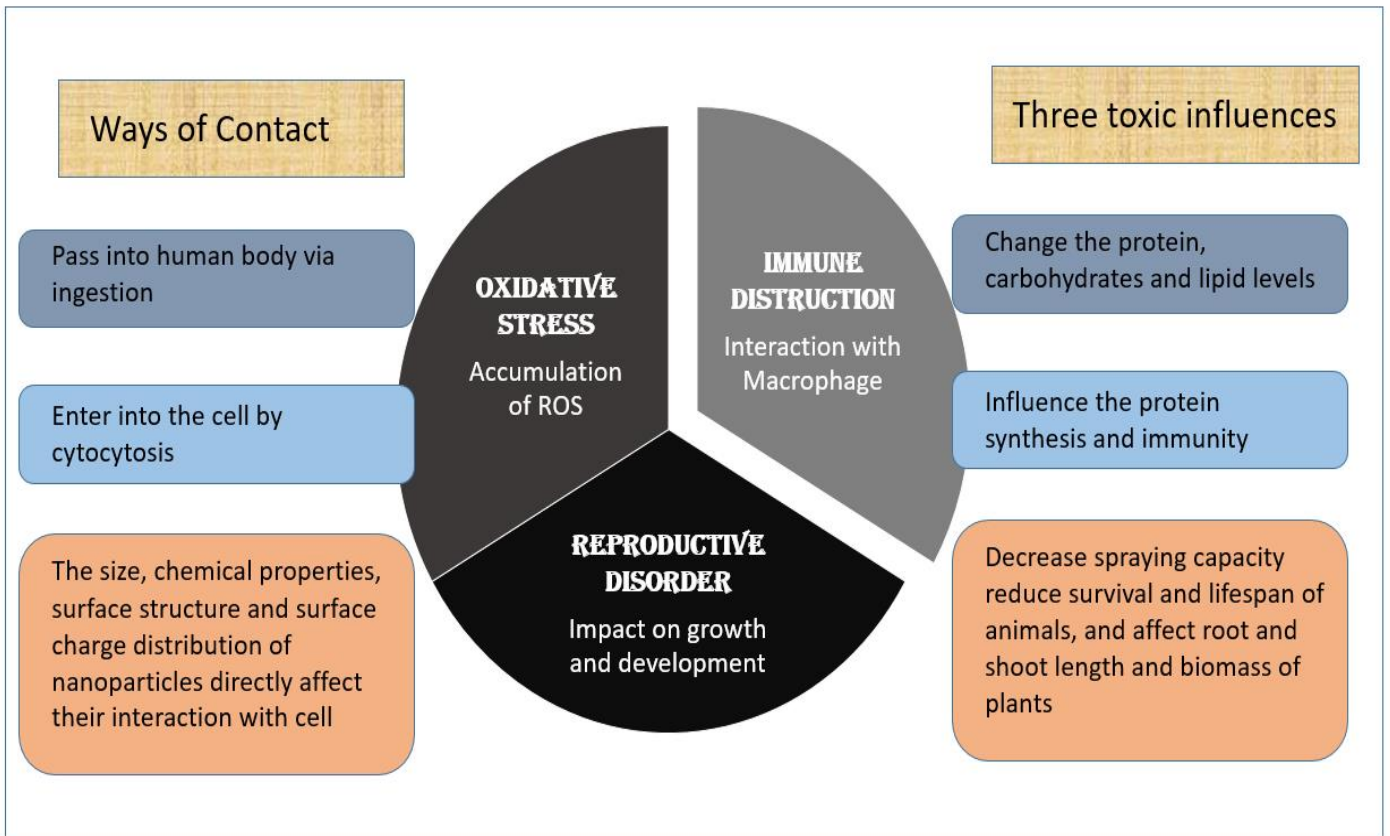 Ways of Contact
Pass into human body via
ingestion
Enter into the cell by
cytocytosis
The size, chemical properties,
surface structure and surface
charge distribution of
nanoparticles directly affect
their interaction with cell
OXIDATIVE
STRESS
Accumulation
of ROS
IMMUNE
DISTRUCTION
Interaction with
Macrophage
REPRODUCTIVE
DISORDER
Impact on growth
and development
Three toxic influences
Change the protein,
carbohydrates and lipid levels
Influence the protein
synthesis and immunity
Decrease spraying capacity
reduce survival and lifespan of
animals, and affect root and
shoot length and biomass of
plants